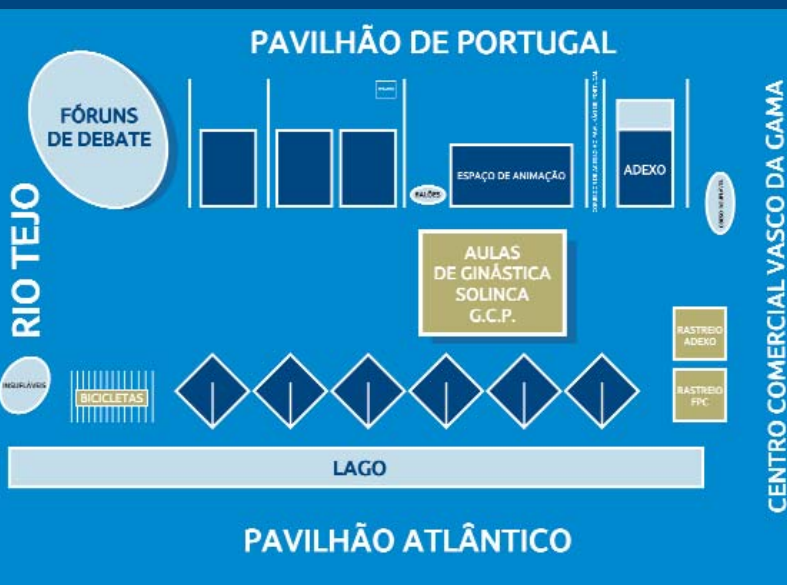 PAVILHÃO DE PORTUGAL
FÓRUNS
DE DEBATE
ESPAÇO DE ANIMAÇÃO
ADEXO
BALÕES
RIO TEJO
CENTRO COMERCIAL VASCO DA GAMA
AULAS
DE GINÁSTICA
SOLINCA
G.C.P.
RASTREIO
ADEXO
INSUFLÁVEIS
BICICLETAS
RASTREIO
FPC
LAGO
PAVILHÃO ATLÂNTICO